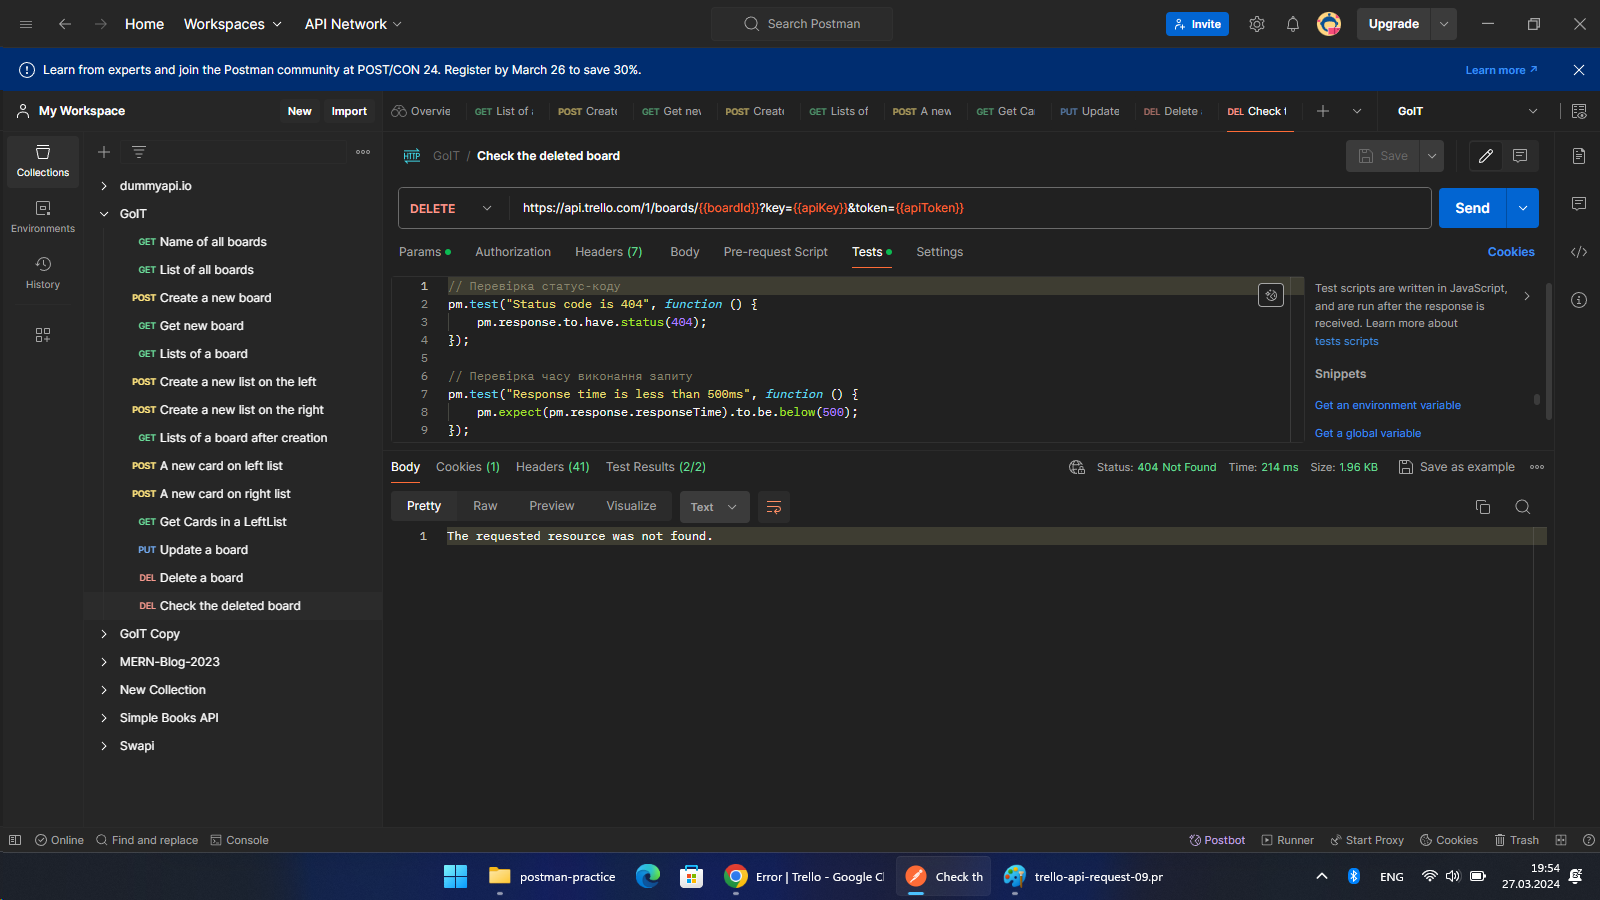 Home
Workspaces
API Network
Search Postman
Invite
Upgrade
Learn from experts and join the Postman community at POST/CON 24. Register by March 26 to save 30%.
Learn more
My Workspace
New
Import
Overvie
GET List of
POST Create
GET Get nev
POST Create
GET Lists of
POST A new
GET Get Ca
PUT Update
DEL Delete
DEL Check t
GoIT
Collections
Environments
History
dummyapi.io
GoIT
GET Name of all boards
GET List of all boards
POST Create a new board
GET Get new board
GET Lists of a board
POST Create a new list on the left
POST Create a new list on the right
GET Lists of a board after creation
POST A new card on left list
POST A new card on right list
GET Get Cards in a LeftList
PUT Update a board
DEL Delete a board
DEL Check the deleted board
GoIT Copy
MERN-Blog-2023
New Collection
Simple Books API
Swapi
HTTP GoIT / Check the deleted board
Save
DELETE
https://api.trello.com/1/boards/{{boardId}}?key={{apiKey}}&token={{apiToken}}
Send
Params
Authorization
Headers (7)
Body
Pre-request Script
Tests
Settings
Cookies
1 // Перевірка статус-коду
2 pm.test("Status code is 404", function () {
3 pm.response.to.have.status(404);
4 });
5
6 // Перевірка часу виконання запиту
7 pm.test("Response time is less than 500ms", function () {
8 pm.expect(pm.response.responseTime).to.be.below(500);
9 });
Test scripts are written in JavaScript,
and are run after the response is
received. Learn more about
tests scripts
Snippets
Get an environment variable
Get a global variable
Body
Cookies (1)
Headers (41)
Test Results (2/2)
Status: 404 Not Found
Time: 214 ms
Size: 1.96 KB
Save as example
Pretty
Raw
Preview
Visualize
Text
1 The requested resource was not found.
Online
Find and replace
Console
Postbot
Runner
Start Proxy
Cookies
Trash
postman-practice
Error | Trello - Google Cl
Check th
trello-api-request-09.pr
ENG
19:54
27.03.2024